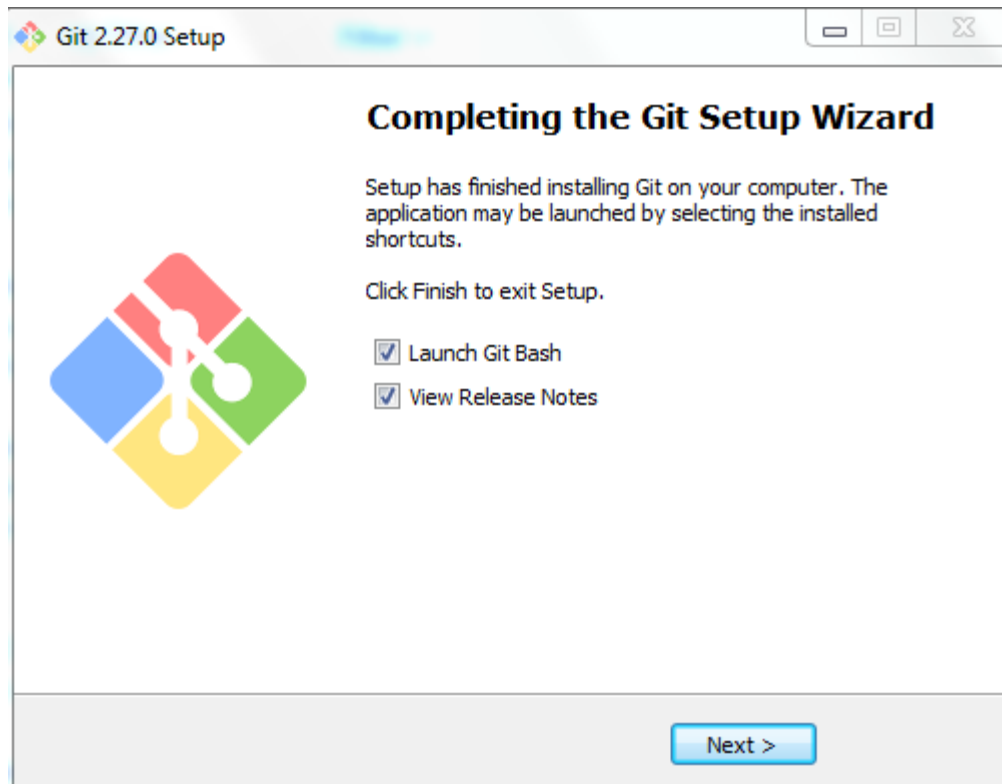 Git 2.27.0 Setup
Completing the Git Setup Wizard
Setup has finished installing Git on your computer. The
application may be launched by selecting the installed
shortcuts.
Click Finish to exit Setup.
Launch Git Bash
View Release Notes
Next >